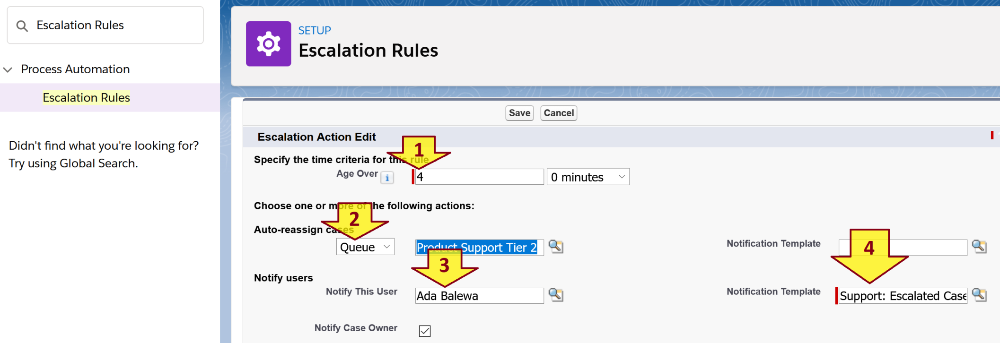 Escalation Rules
Process Automation
Escalation Rules
Didn't find what you're looking for?
Try using Global Search.
SETUP
Escalation Rules
Save Cancel
Escalation Action Edit
1
Specify the time criteria for this rule
Age Over i 4 0 minutes
Choose one or more of the following actions:
2
Auto-reassign cases
Queue Product Support Tier 2 Notification Template
4
3
Notify users
Notify This User Ada Balewa Notification Template Support: Escalated Case
Notify Case Owner